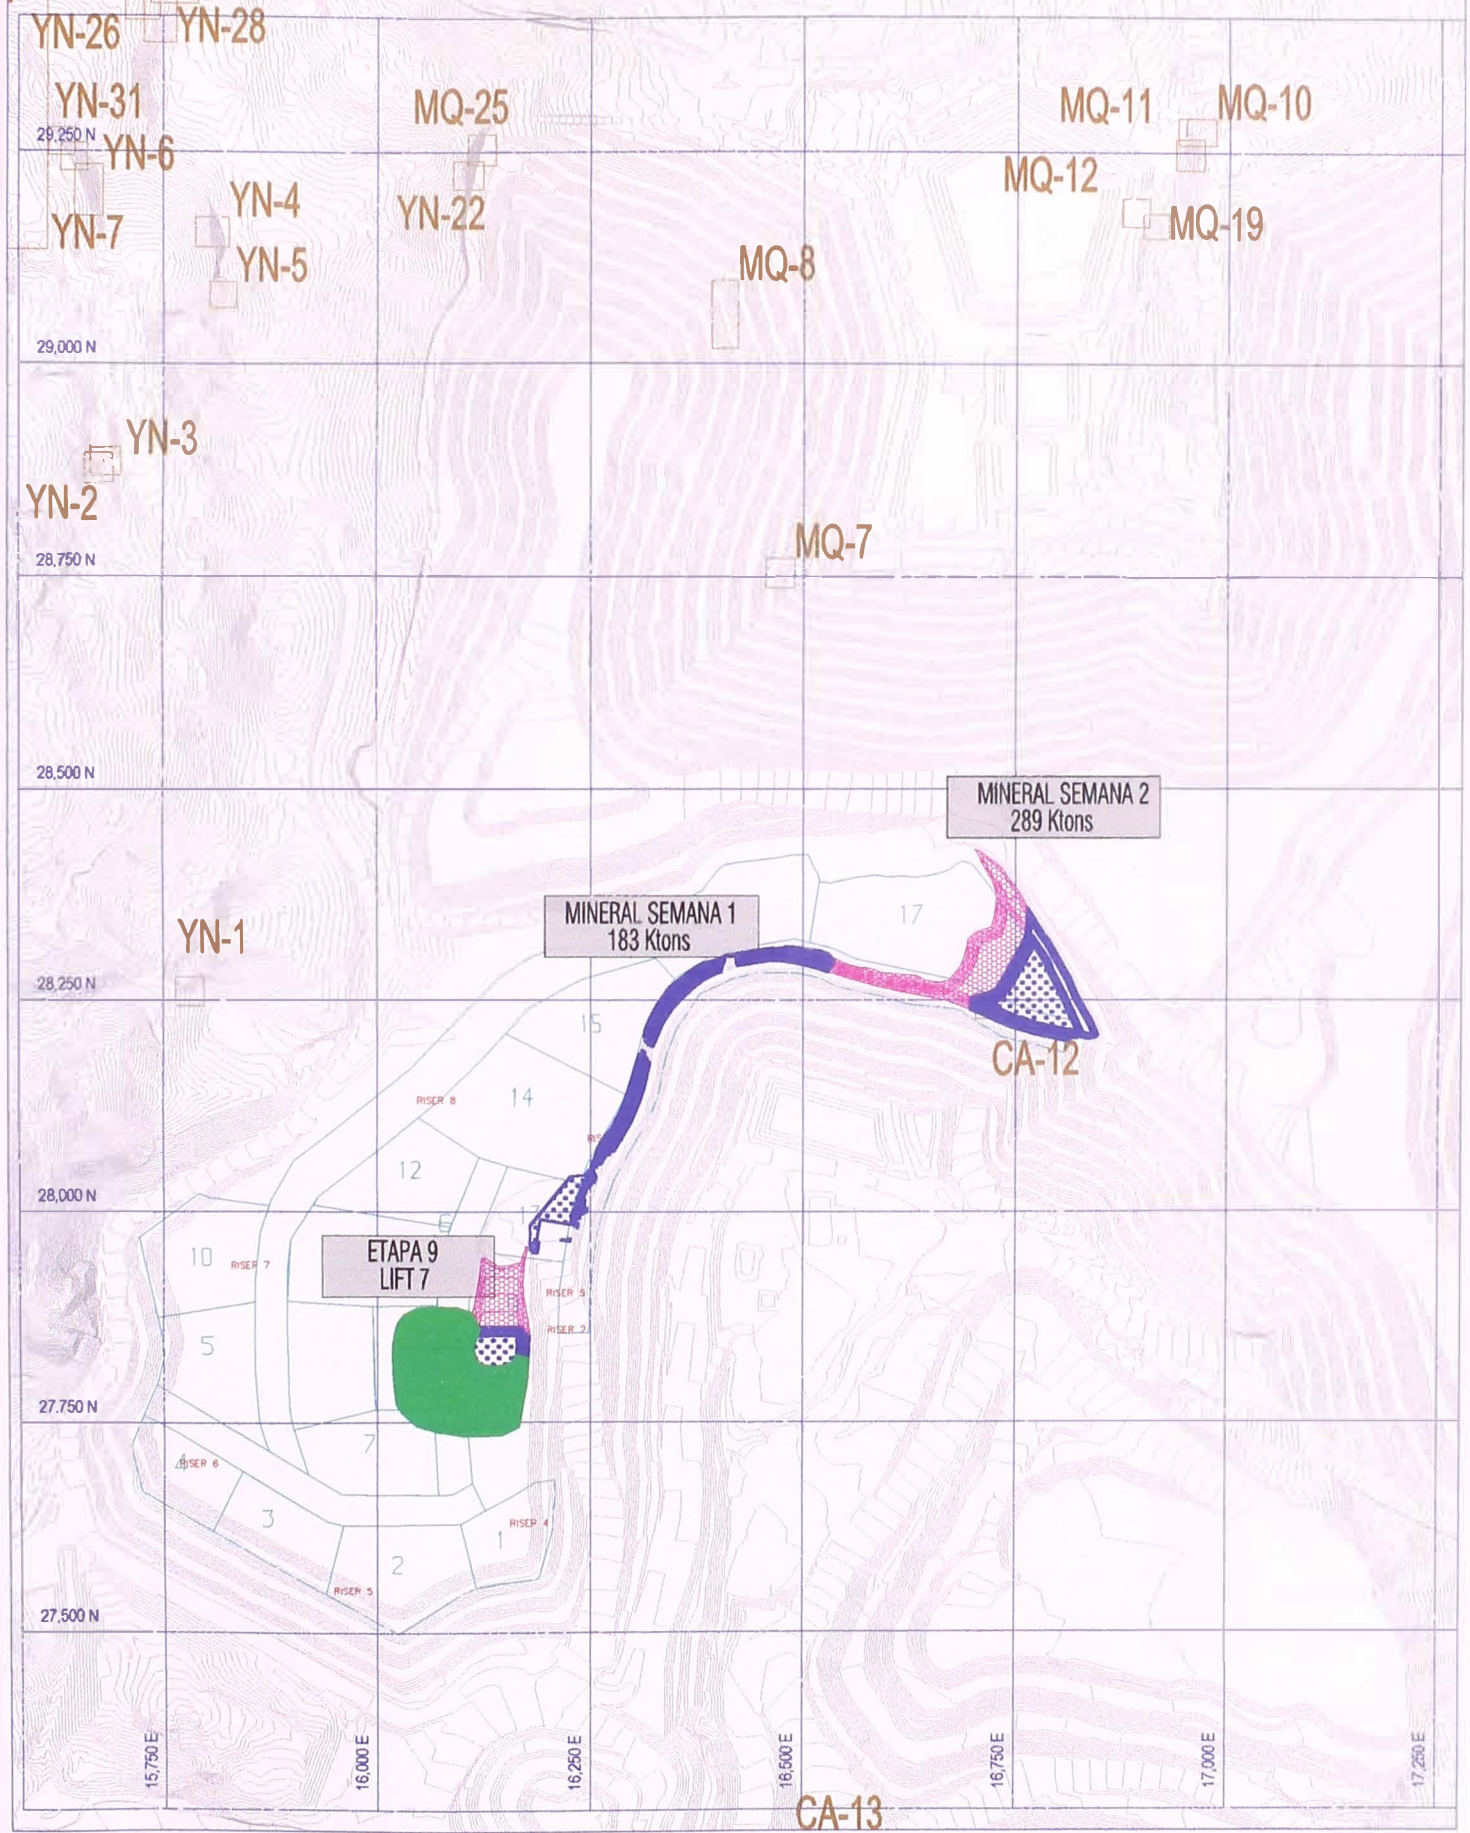 YN-26
YN-28
YN-31
MQ-25
MQ-11
MQ-10
29,250 N
YN-6
MQ-12
YN-4
YN-22
YN-7
MQ-19
YN-5
MQ-8
29,000 N
YN-3
YN-2
MQ-7
28,750 N
28,500 N
MINERAL SEMANA 2
289 Ktons
MINERAL SEMANA 1
183 Ktons
17
YN-1
28,250 N
15
CA-12
14
RISER 8
RIS
12
28,000 N
10
RISER 7
ETAPA 9
LIFT 7
RISER 2
5
27.750 N
7
4
RISER 6
3
RISER 4
1
2
RISER 5
27,500 N
15,750 E
16,000 E
16,250 E
16,500 E
16,750 E
17,000 E
17,250 E
CA-13